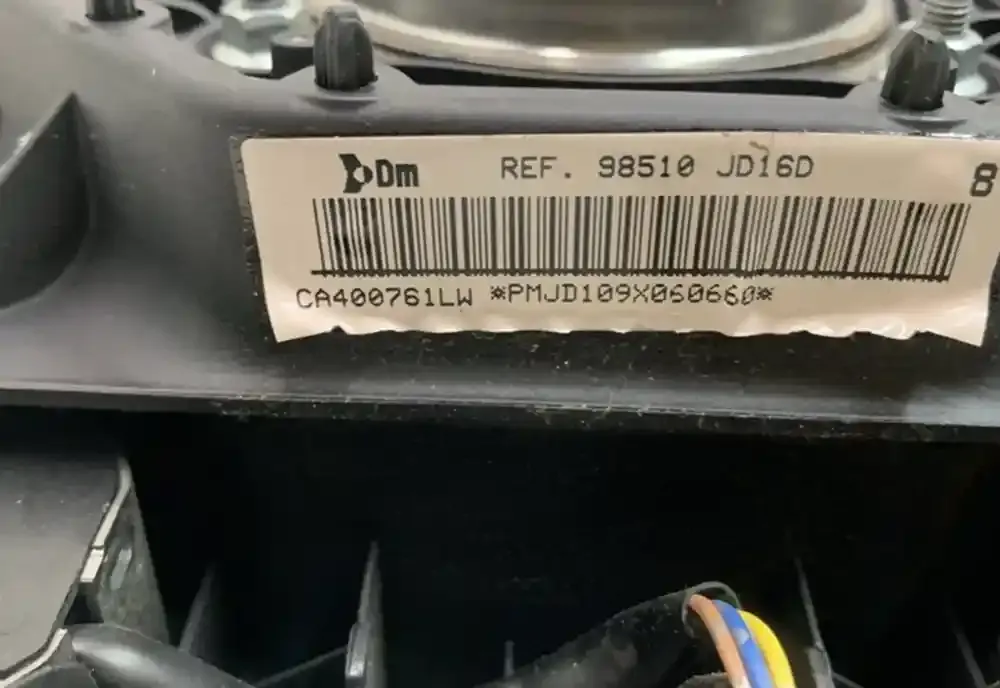 Dm REF. 98510 JD16D 8
CA400761LW *PMJD109X060660*